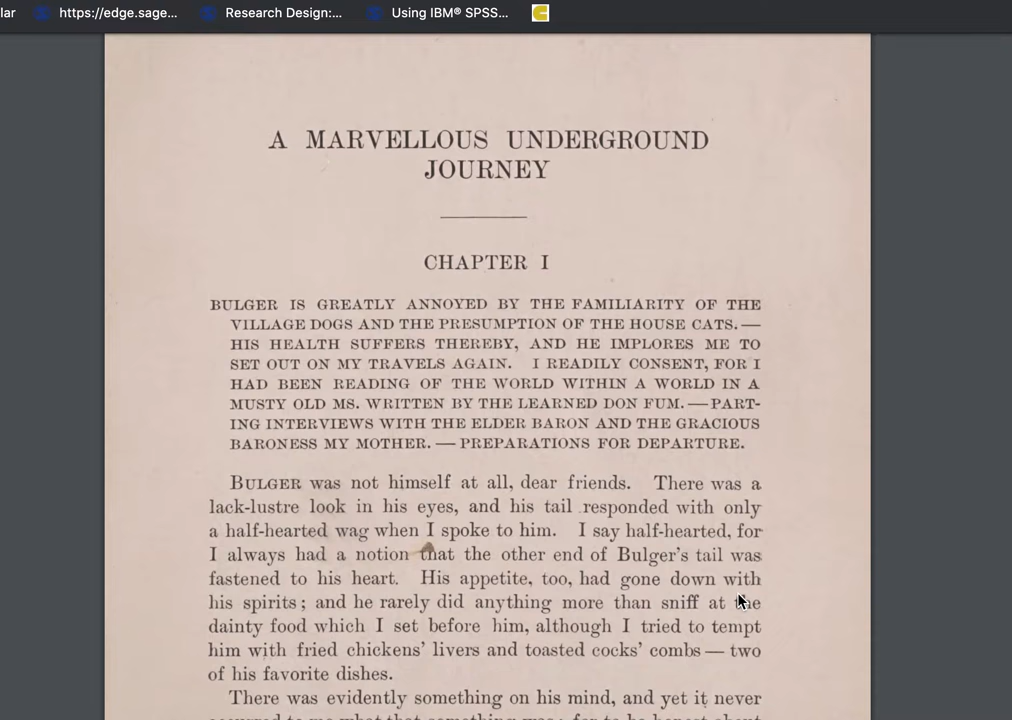 lar https://edge.sage... Research Design:... Using IBM® SPSS...
A MARVELLOUS UNDERGROUND
JOURNEY
CHAPTER I
BULGER IS GREATLY ANNOYED BY THE FAMILIARITY OF THE
VILLAGE DOGS AND THE PRESUMPTION OF THE HOUSE CATS.—
HIS HEALTH SUFFERS THEREBY, AND HE IMPLORES ME TO
SET OUT ON MY TRAVELS AGAIN. I READILY CONSENT, FOR I
HAD BEEN READING OF THE WORLD WITHIN A WORLD IN A
MUSTY OLD MS. WRITTEN BY THE LEARNED DON FUM.—PART-
ING INTERVIEWS WITH THE ELDER BARON AND THE GRACIOUS
BARONESS MY MOTHER.—PREPARATIONS FOR DEPARTURE.
BULGER was not himself at all, dear friends. There was a
lack-lustre look in his eyes, and his tail responded with only
a half-hearted wag when I spoke to him. I say half-hearted, for
I always had a notion that the other end of Bulger's tail was
fastened to his heart. His appetite, too, had gone down with
his spirits; and he rarely did anything more than sniff at the
dainty food which I set before him, although I tried to tempt
him with fried chickens' livers and toasted cocks' combs — two
of his favorite dishes.
There was evidently something on his mind, and yet it never